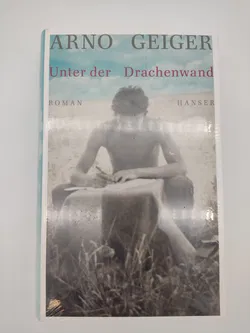 ARNO GEIGER
Unter der Drachenwand
ROMAN HANSER